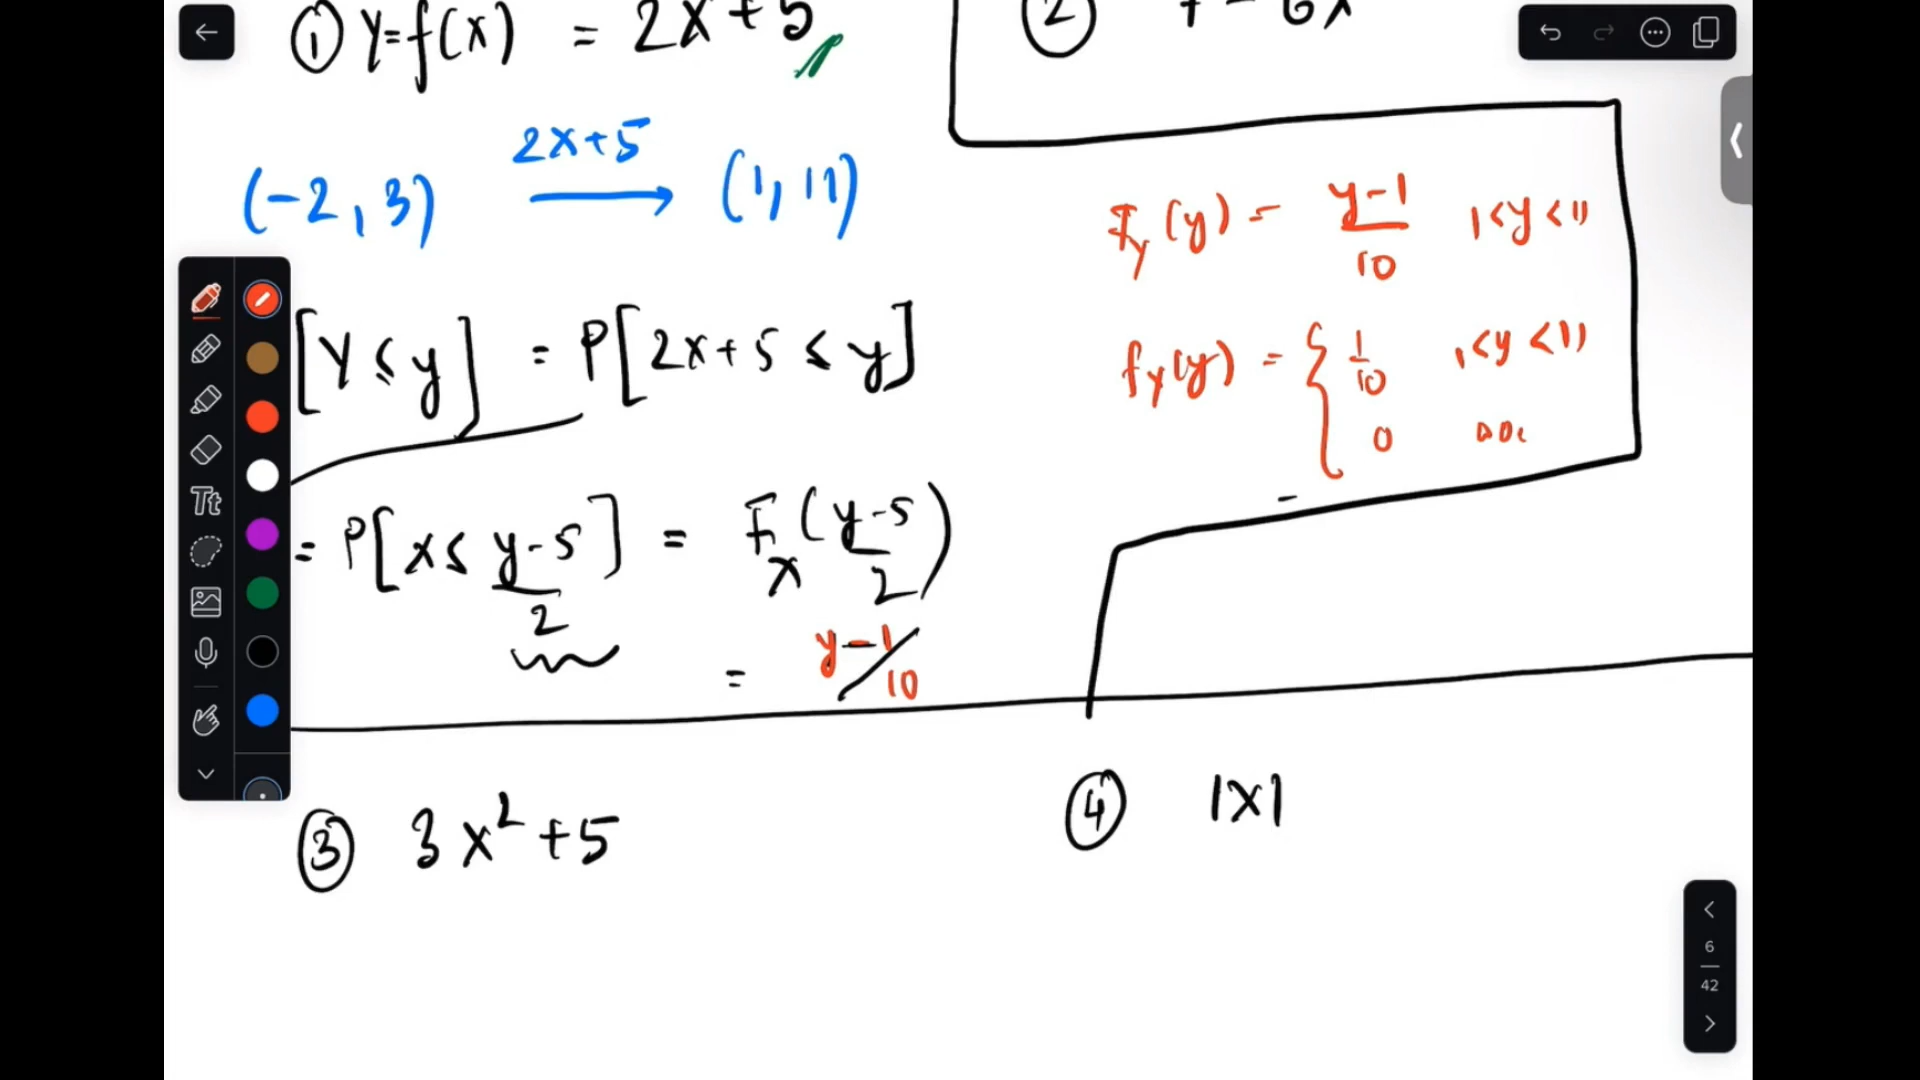 ① Y=f(x) = 2x+5
②
(-2, 3) 2x+5 → (1, 11)
[Y ≤ y] = P[2x+5 ≤ y]
= P[x ≤ y-5/2] = F_x(y-5/2)
= y-1/10
F_Y(y) = y-1/10 1<y<11
f_Y(y) = { 1/10 1<y<11
0
③ 3x²+5
④ |x|
Tt
6
42